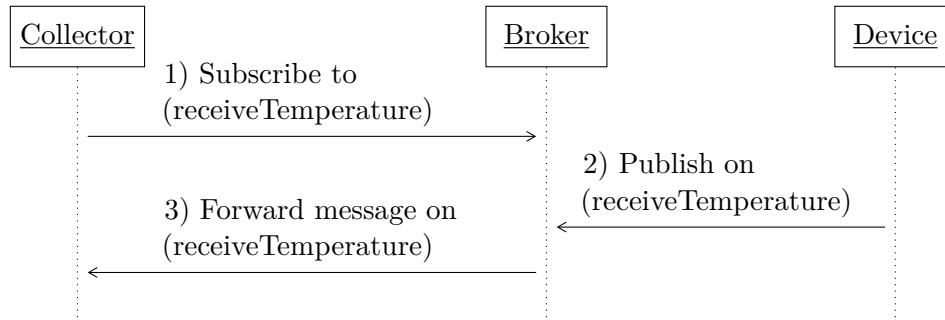 Collector
Broker
Device
1) Subscribe to
(receiveTemperature)
2) Publish on
(receiveTemperature)
3) Forward message on
(receiveTemperature)